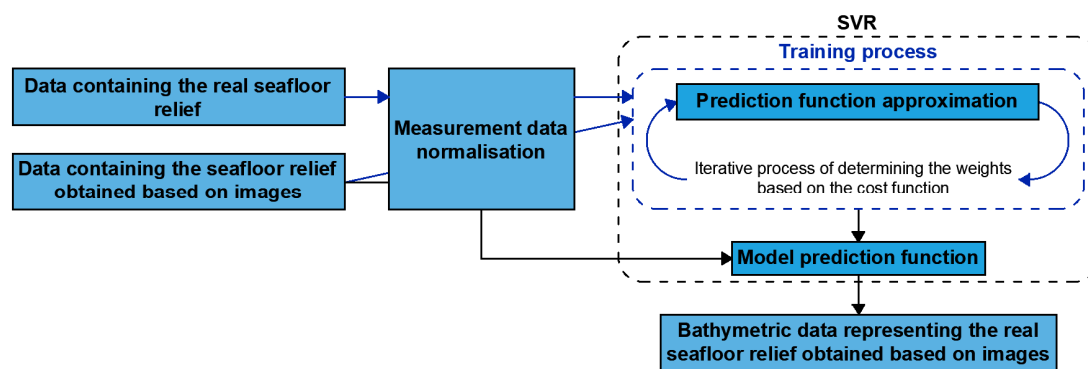 SVR
Training process
Data containing the real seafloor
relief
Data containing the seafloor relief
obtained based on images
Measurement data
normalisation
Prediction function approximation
Iterative process of determining the weights
based on the cost function
Model prediction function
Bathymetric data representing the real
seafloor relief obtained based on images